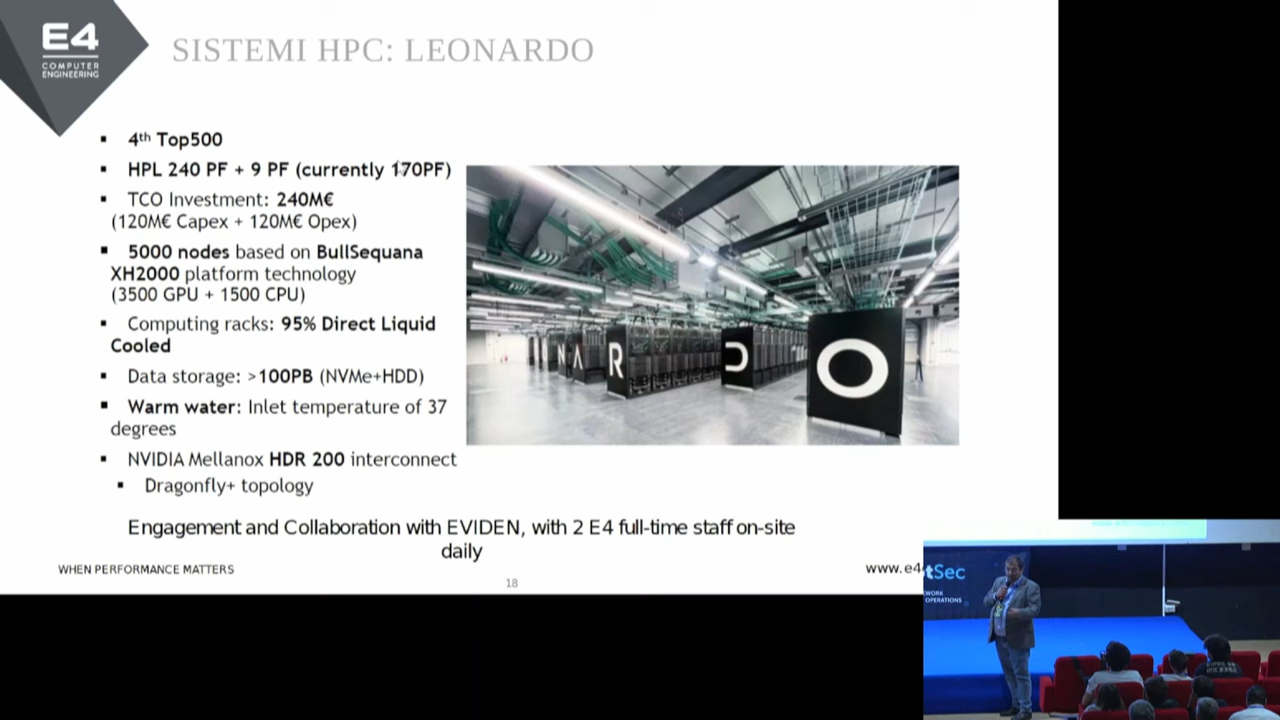 E4
COMPUTER
ENGINEERING
SISTEMI HPC: LEONARDO
▪ 4th Top500
▪ HPL 240 PF + 9 PF (currently 170PF)
▪ TCO Investment: 240M€
(120M€ Capex + 120M€ Opex)
▪ 5000 nodes based on BullSequana
XH2000 platform technology
(3500 GPU + 1500 CPU)
▪ Computing racks: 95% Direct Liquid
Cooled
▪ Data storage: >100PB (NVMe+HDD)
▪ Warm water: Inlet temperature of 37
degrees
▪ NVIDIA Mellanox HDR 200 interconnect
▪ Dragonfly+ topology
N A R D O
Engagement and Collaboration with EVIDEN, with 2 E4 full-time staff on-site
daily
WHEN PERFORMANCE MATTERS
www.e4
18
tSec
WORK
OPERATIONS